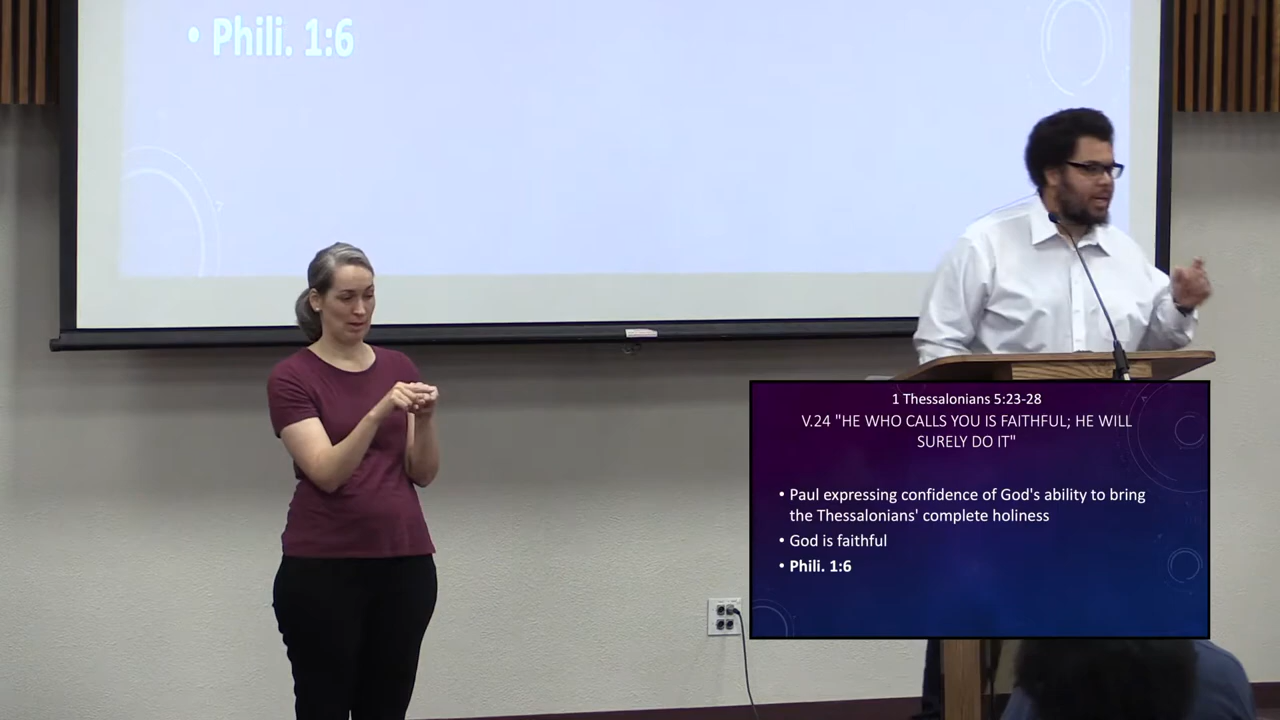 • Phili. 1:6
1 Thessalonians 5:23-28
V.24 "HE WHO CALLS YOU IS FAITHFUL; HE WILL
SURELY DO IT"
• Paul expressing confidence of God's ability to bring
the Thessalonians' complete holiness
• God is faithful
• Phili. 1:6